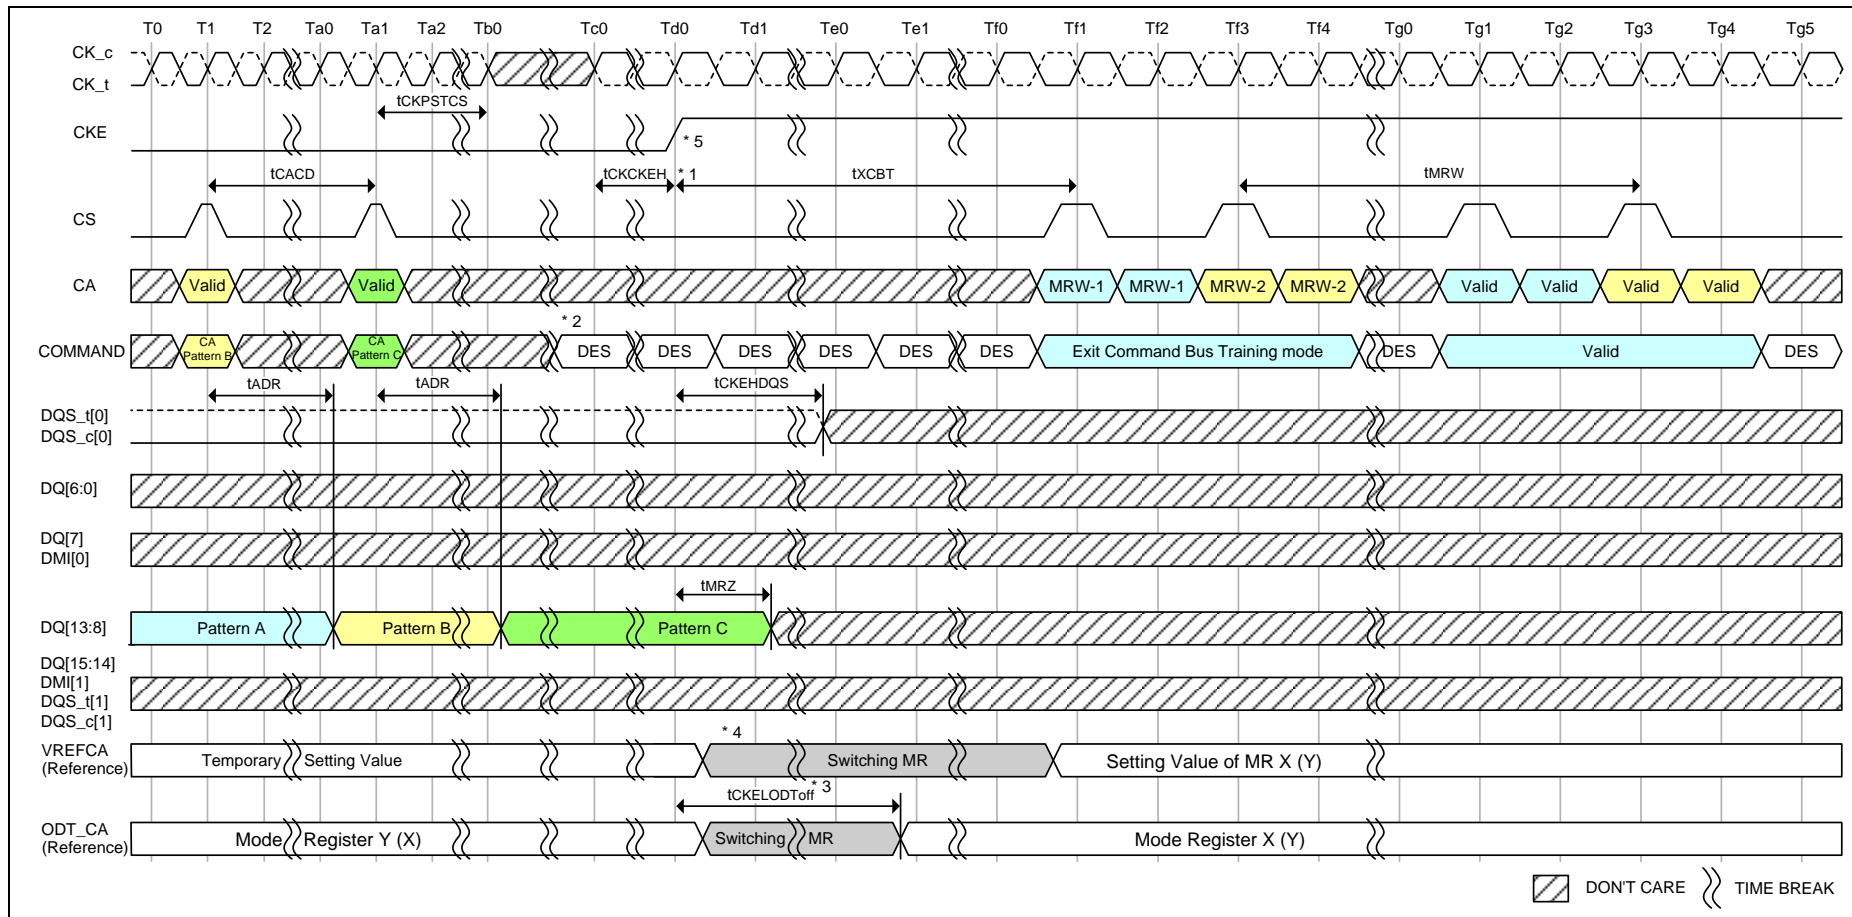 T0 T1 T2 Ta0 Ta1 Ta2 Tb0 Tc0 Td0 Td1 Te0 Te1 Tf0 Tf1 Tf2 Tf3 Tf4 Tg0 Tg1 Tg2 Tg3 Tg4 Tg5
CK_c
CK_t
tCKPSTCS
CKE
* 5
tCACD tCKCKEH * 1 tXCBT tMRW
CS
CA Valid Valid MRW-1 MRW-1 MRW-2 MRW-2 Valid Valid Valid Valid
* 2
COMMAND CA Pattern B CA Pattern C DES DES DES DES DES DES Exit Command Bus Training mode DES Valid DES
tADR tADR tCKEHDQS
DQS_t[0]
DQS_c[0]
DQ[6:0]
DQ[7]
DMI[0]
tMRZ
DQ[13:8] Pattern A Pattern B Pattern C
DQ[15:14]
DMI[1]
DQS_t[1]
DQS_c[1]
* 4
VREFCA
(Reference)
Temporary Setting Value Switching MR Setting Value of MR X (Y)
tCKELODToff * 3
ODT_CA
(Reference)
Mode Register Y (X) Switching MR Mode Register X (Y)
DON'T CARE TIME BREAK